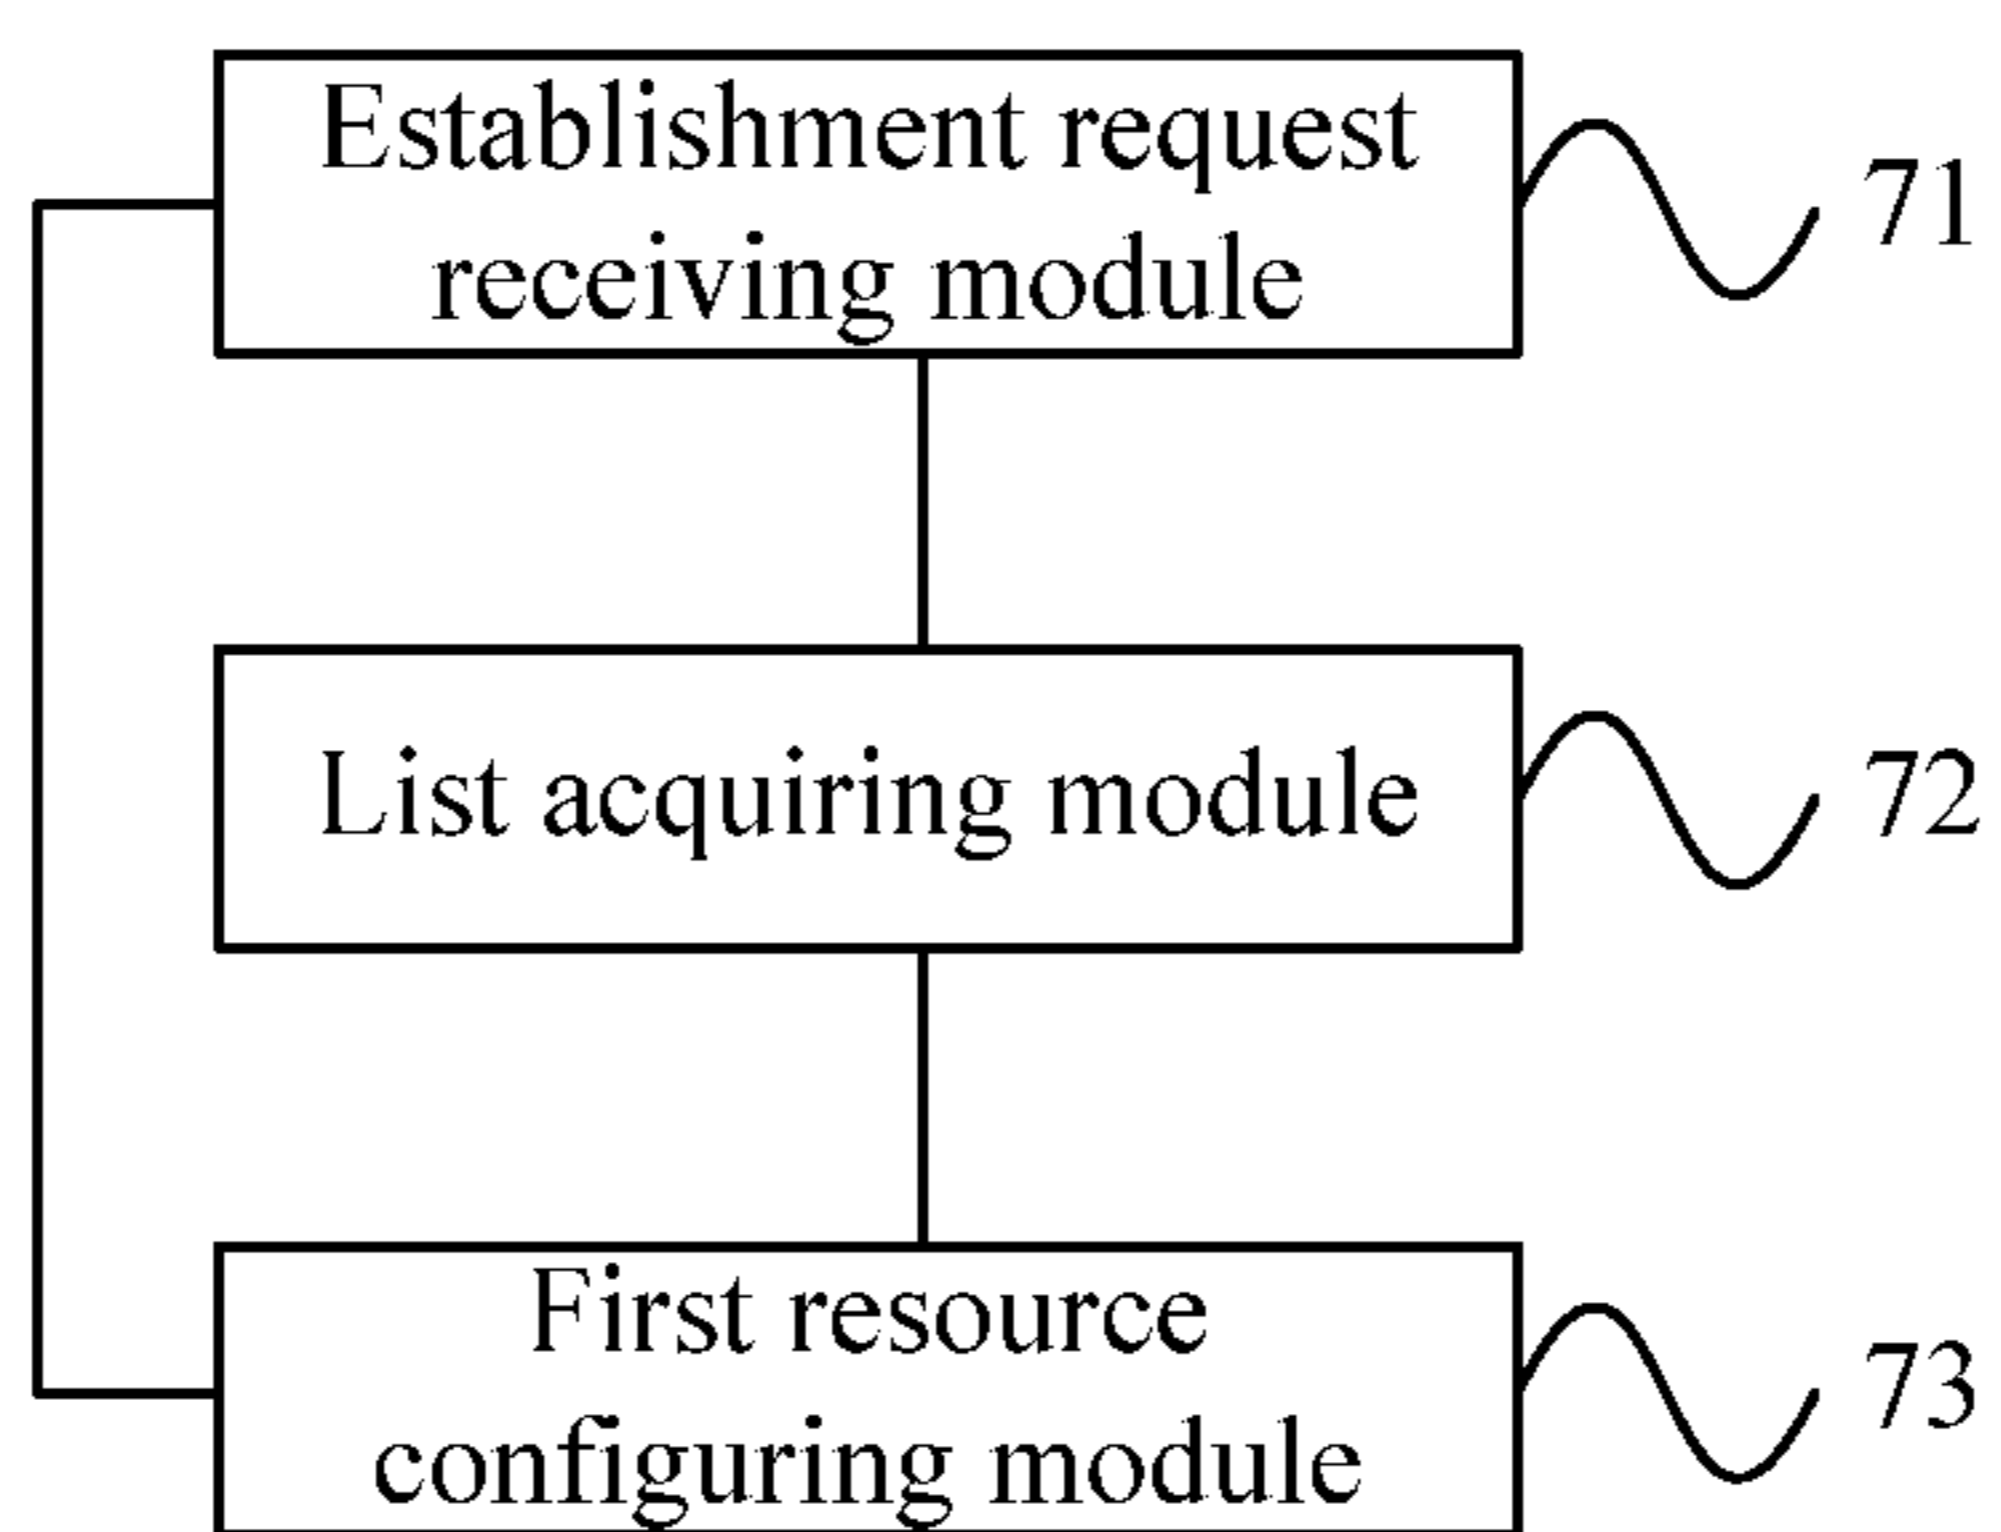 Establishment request
receiving module
71
List acquiring module
72
First resource
configuring module
73